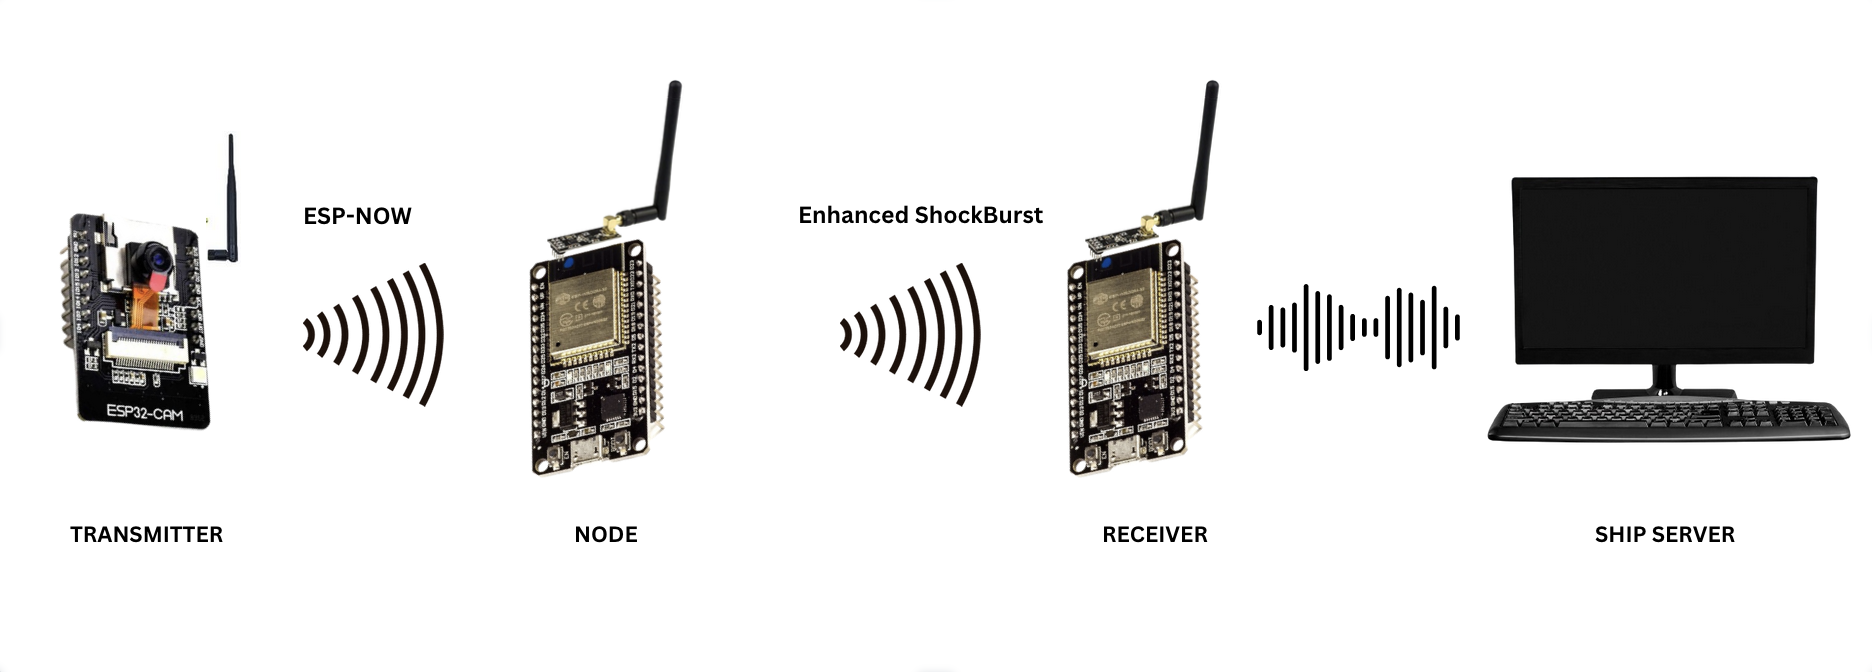 ESP-NOW
Enhanced ShockBurst
ESP32-CAM
TRANSMITTER
NODE
RECEIVER
SHIP SERVER